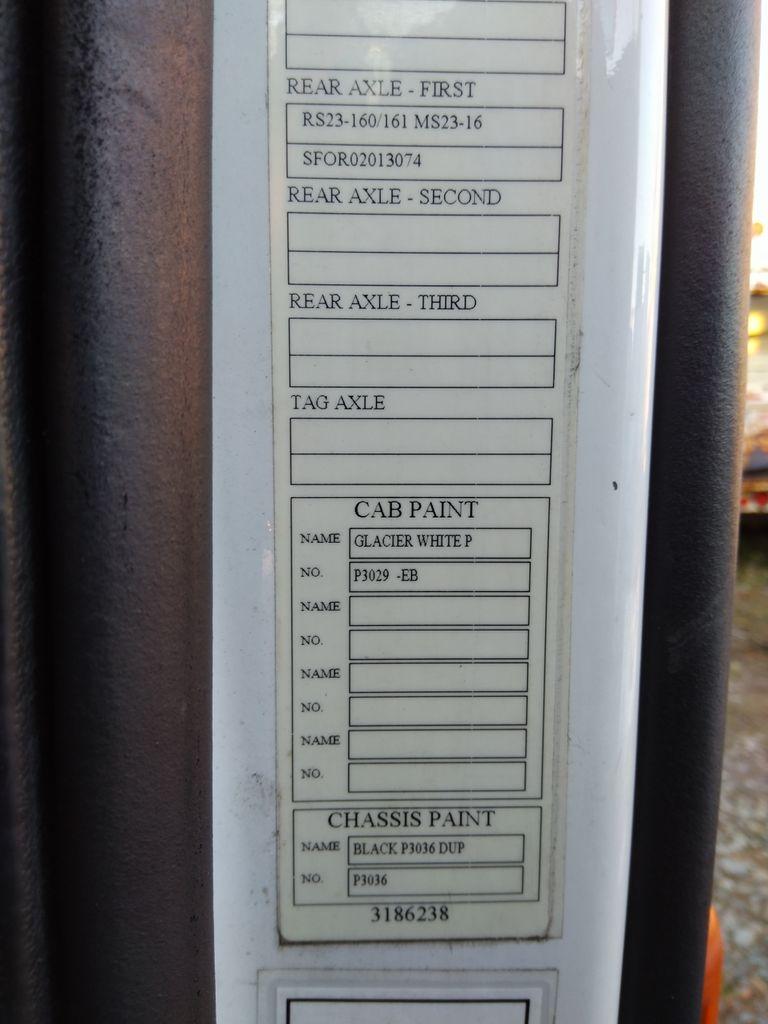 REAR AXLE - FIRST
RS23-160/161 MS23-16
SFOR02013074
REAR AXLE - SECOND
REAR AXLE - THIRD
TAG AXLE
CAB PAINT
NAME GLACIER WHITE P
NO. P3029 -EB
NAME
NO.
NAME
NO.
NAME
NO.
CHASSIS PAINT
NAME BLACK P3036 DUP
NO. P3036
3186238